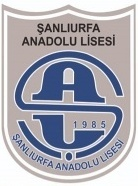 ŞANLIURFA
ANADOLU LİSESİ
1985
ŞANLIURFA ANADOLU LİSESİ